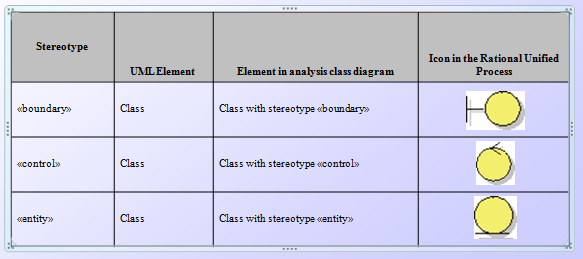 Stereotype
UML Element
Element in analysis class diagram
Icon in the Rational Unified
Process
«boundary»
Class
Class with stereotype «boundary»
«control»
Class
Class with stereotype «control»
«entity»
Class
Class with stereotype «entity»